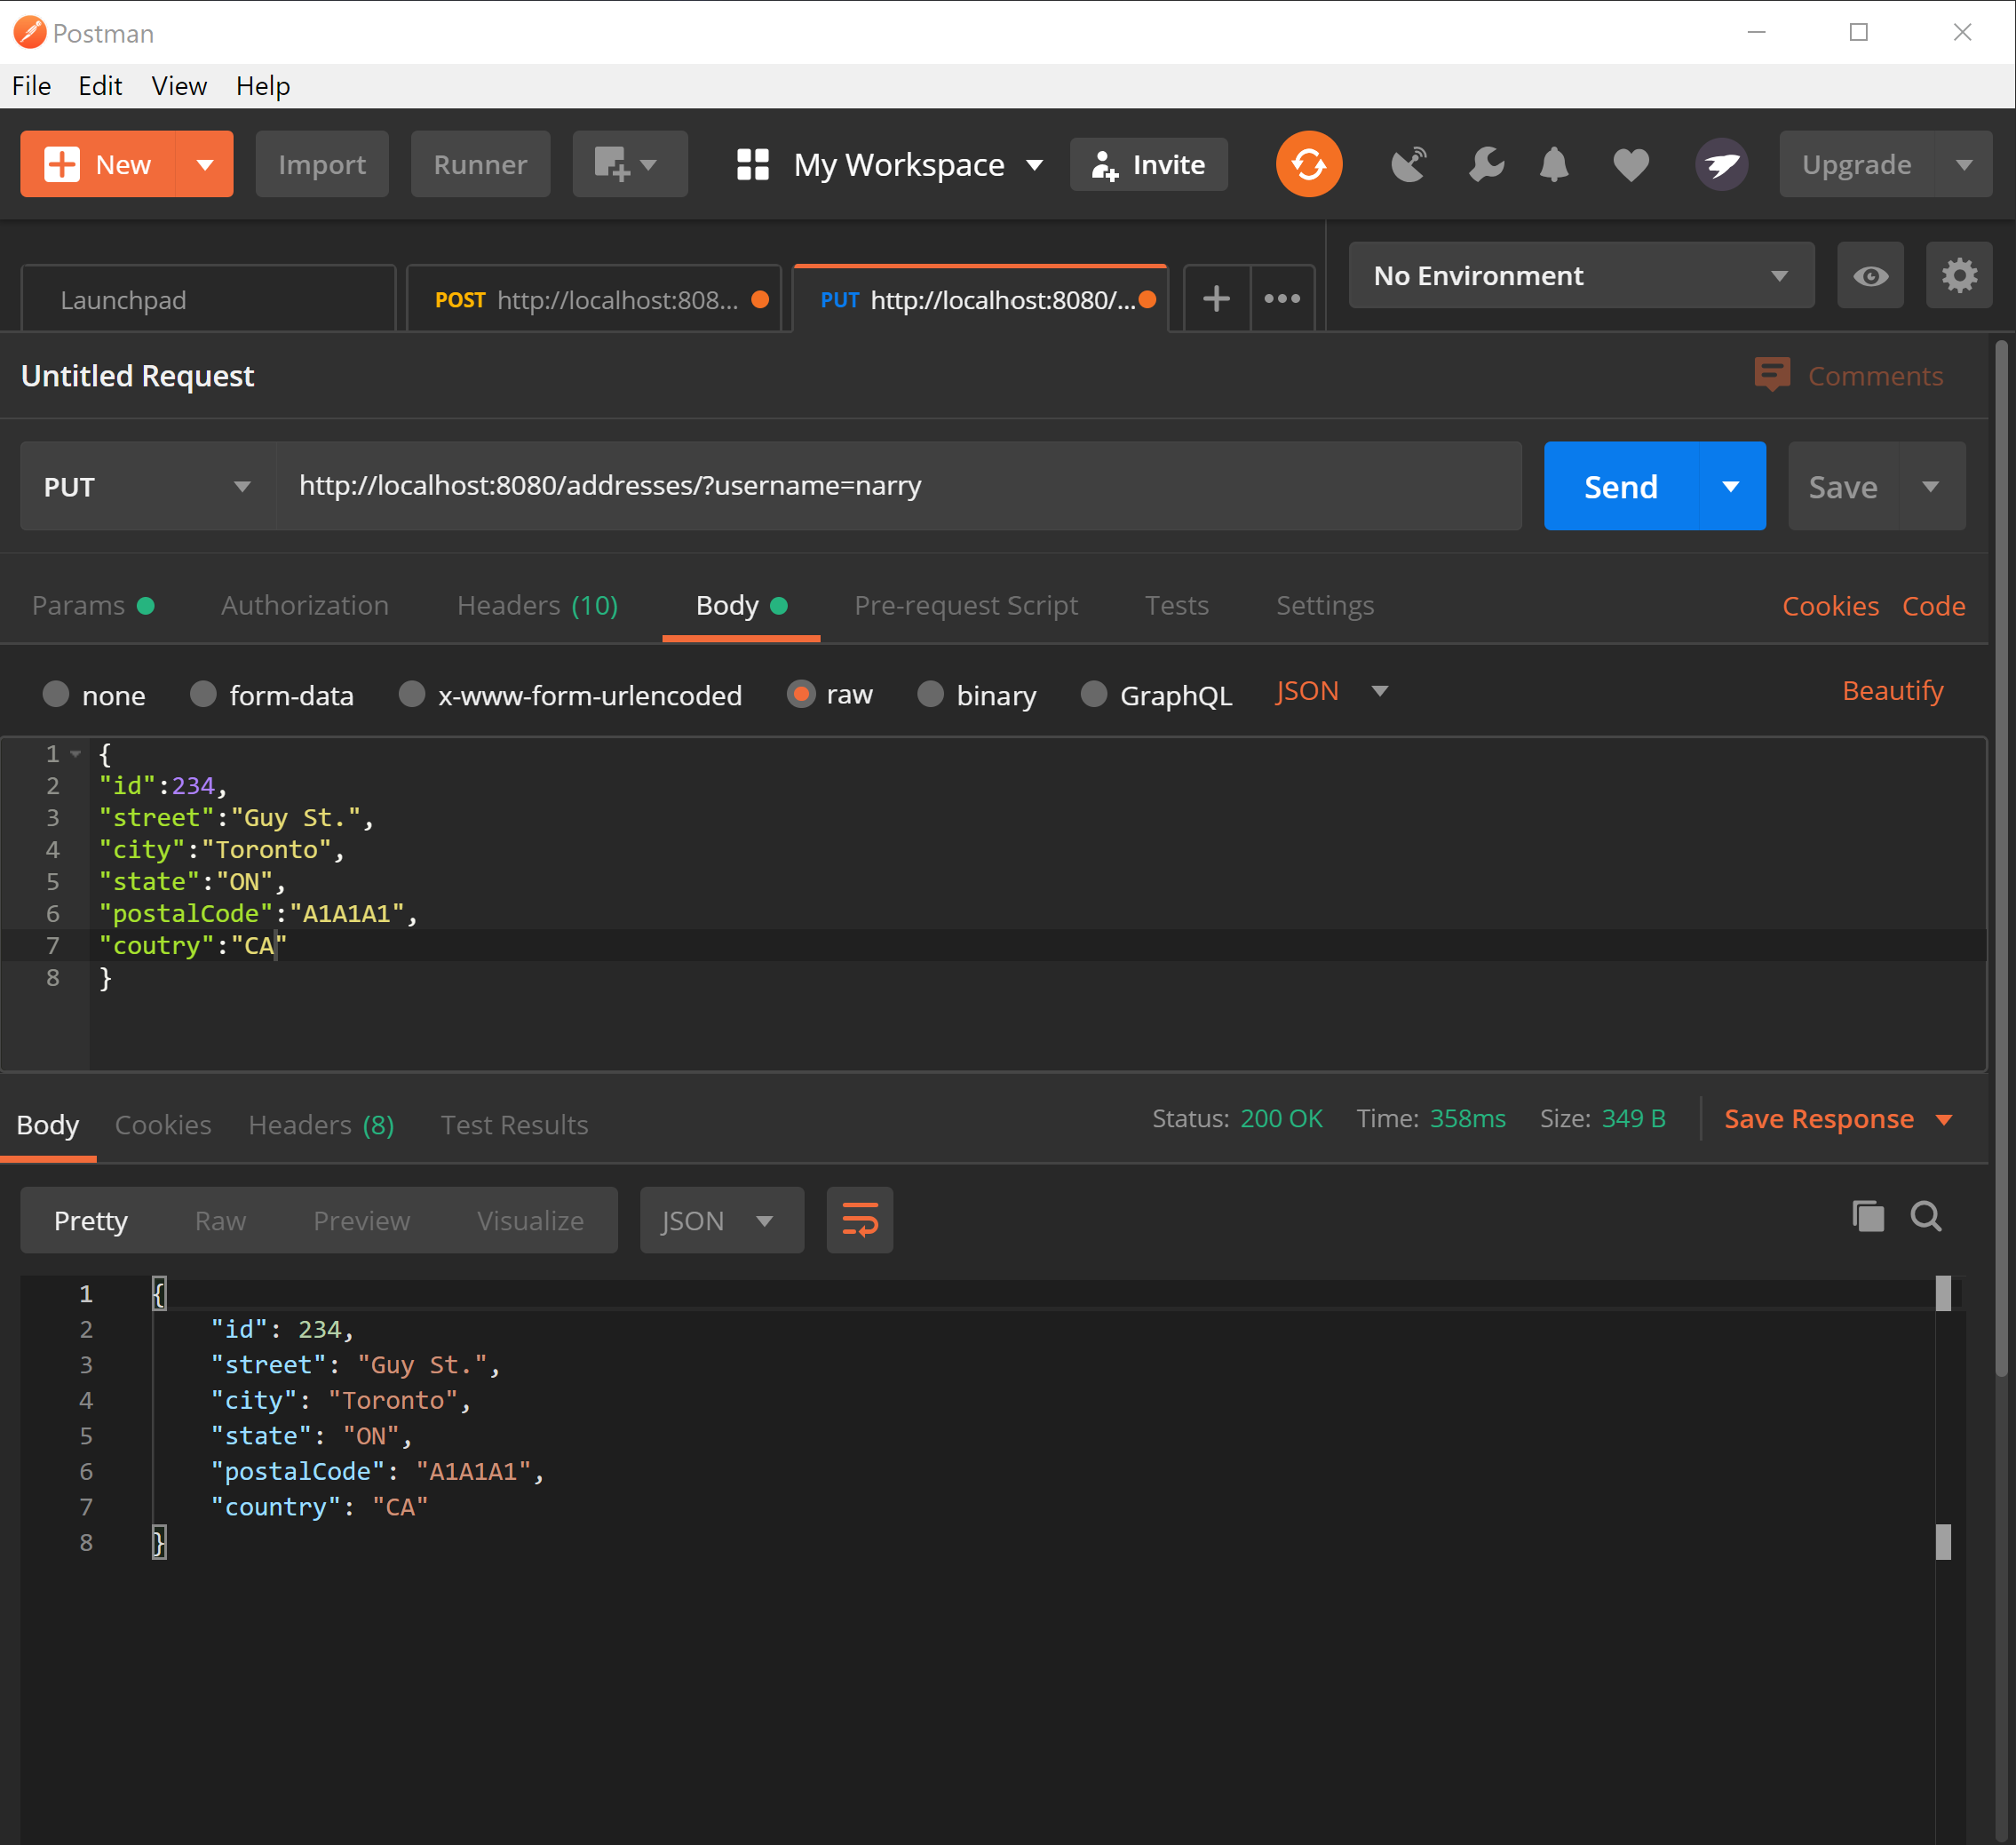 Postman
File Edit View Help
New Import Runner My Workspace Invite Upgrade
Launchpad POST http://localhost:808... PUT http://localhost:8080/... No Environment
Untitled Request Comments
PUT http://localhost:8080/addresses/?username=narry Send Save
Params Authorization Headers (10) Body Pre-request Script Tests Settings Cookies Code
none form-data x-www-form-urlencoded raw binary GraphQL JSON Beautify
1 {
2 "id":234,
3 "street":"Guy St.",
4 "city":"Toronto",
5 "state":"ON",
6 "postalCode":"A1A1A1",
7 "coutry":"CA"
8 }
Body Cookies Headers (8) Test Results Status: 200 OK Time: 358ms Size: 349 B Save Response
Pretty Raw Preview Visualize JSON
1 {
2 "id": 234,
3 "street": "Guy St.",
4 "city": "Toronto",
5 "state": "ON",
6 "postalCode": "A1A1A1",
7 "country": "CA"
8 }